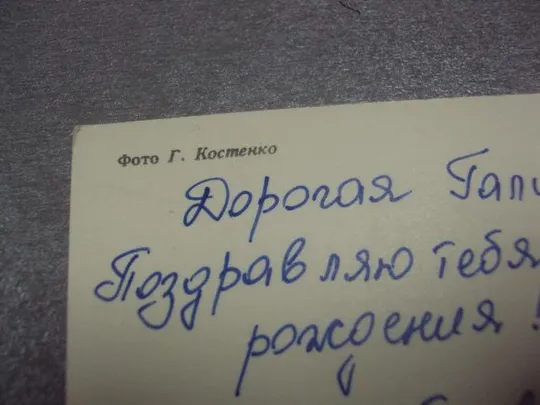 Фото Г. Костенко
Дорогая
Поздравляю тебя
рождения!